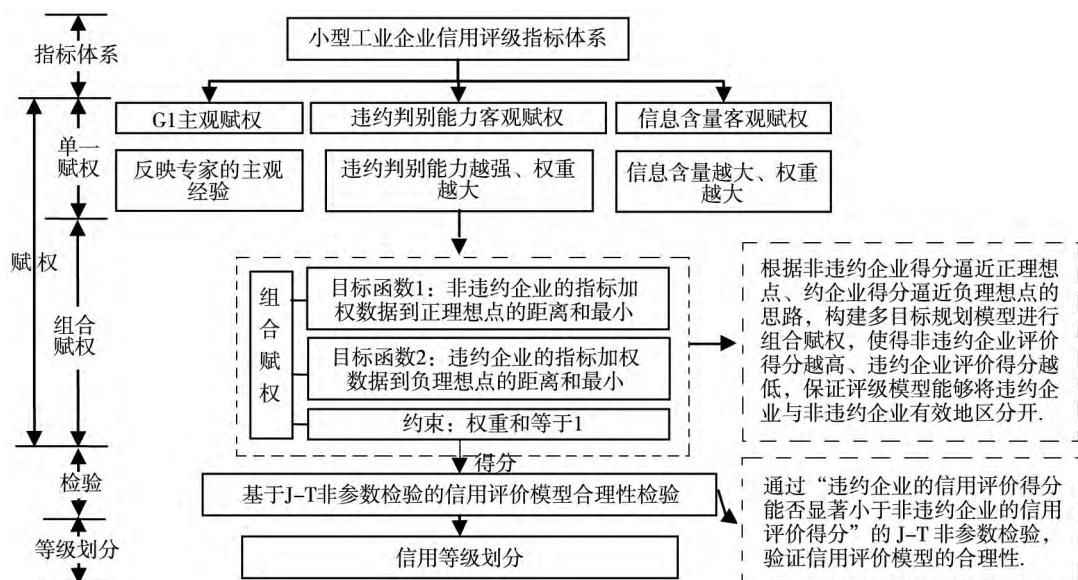 小型工业企业信用评级指标体系
指标体系
G1主观赋权
违约判别能力客观赋权
信息含量客观赋权
单一
赋权
反映专家的主观
经验
违约判别能力越强、权重
越大
信息含量越大、权重
越大
赋权
组合
赋权
组
合
赋
权
目标函数1：非违约企业的指标加
权数据到正理想点的距离和最小
目标函数2：违约企业的指标加权
数据到负理想点的距离和最小
约束：权重和等于1
根据非违约企业得分逼近正理想
点、约企业得分逼近负理想点的
思路，构建多目标规划模型进行
组合赋权，使得非违约企业评价
得分越高、违约企业评价得分越
低，保证评级模型能够将违约企
业与非违约企业有效地区分开.
得分
检验
基于J-T非参数检验的信用评价模型合理性检验
通过“违约企业的信用评价得分
能否显著小于非违约企业的信用
评价得分”的J-T非参数检验，
验证信用评价模型的合理性.
等级划分
信用等级划分